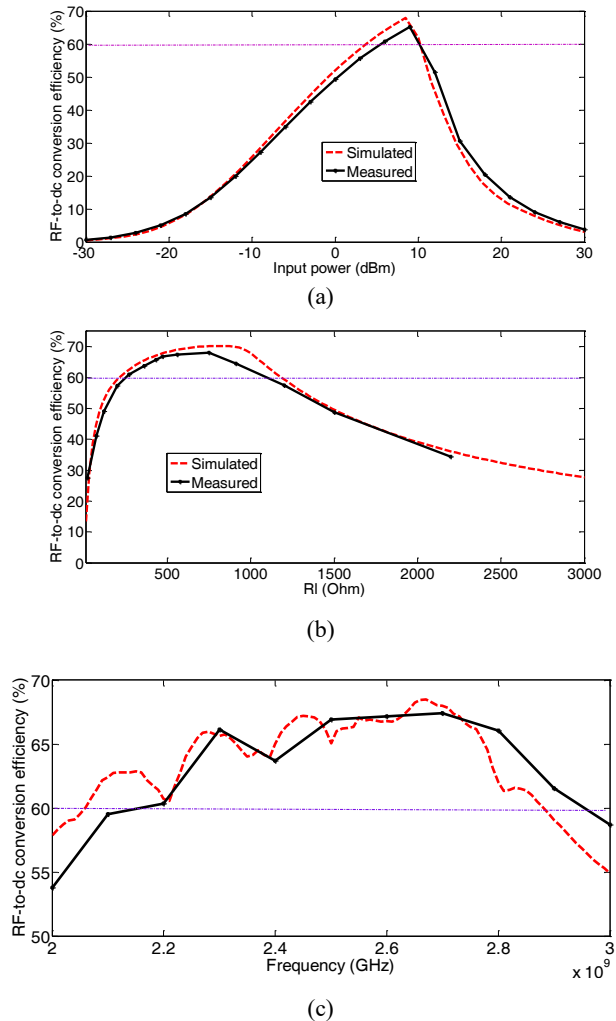 RF-to-dc conversion efficiency (%)
70
60
50
40
30
20
10
0
Simulated
Measured
-30
-20
-10
0
10
20
30
Input power (dBm)
(a)
RF-to-dc conversion efficiency (%)
80
70
60
50
40
30
20
10
0
Simulated
Measured
500
1000
1500
2000
2500
3000
Rl (Ohm)
(b)
RF-to-dc conversion efficiency (%)
70
65
60
55
50
2
2.2
2.4
2.6
2.8
3
Frequency (GHz)
x 10^9
(c)